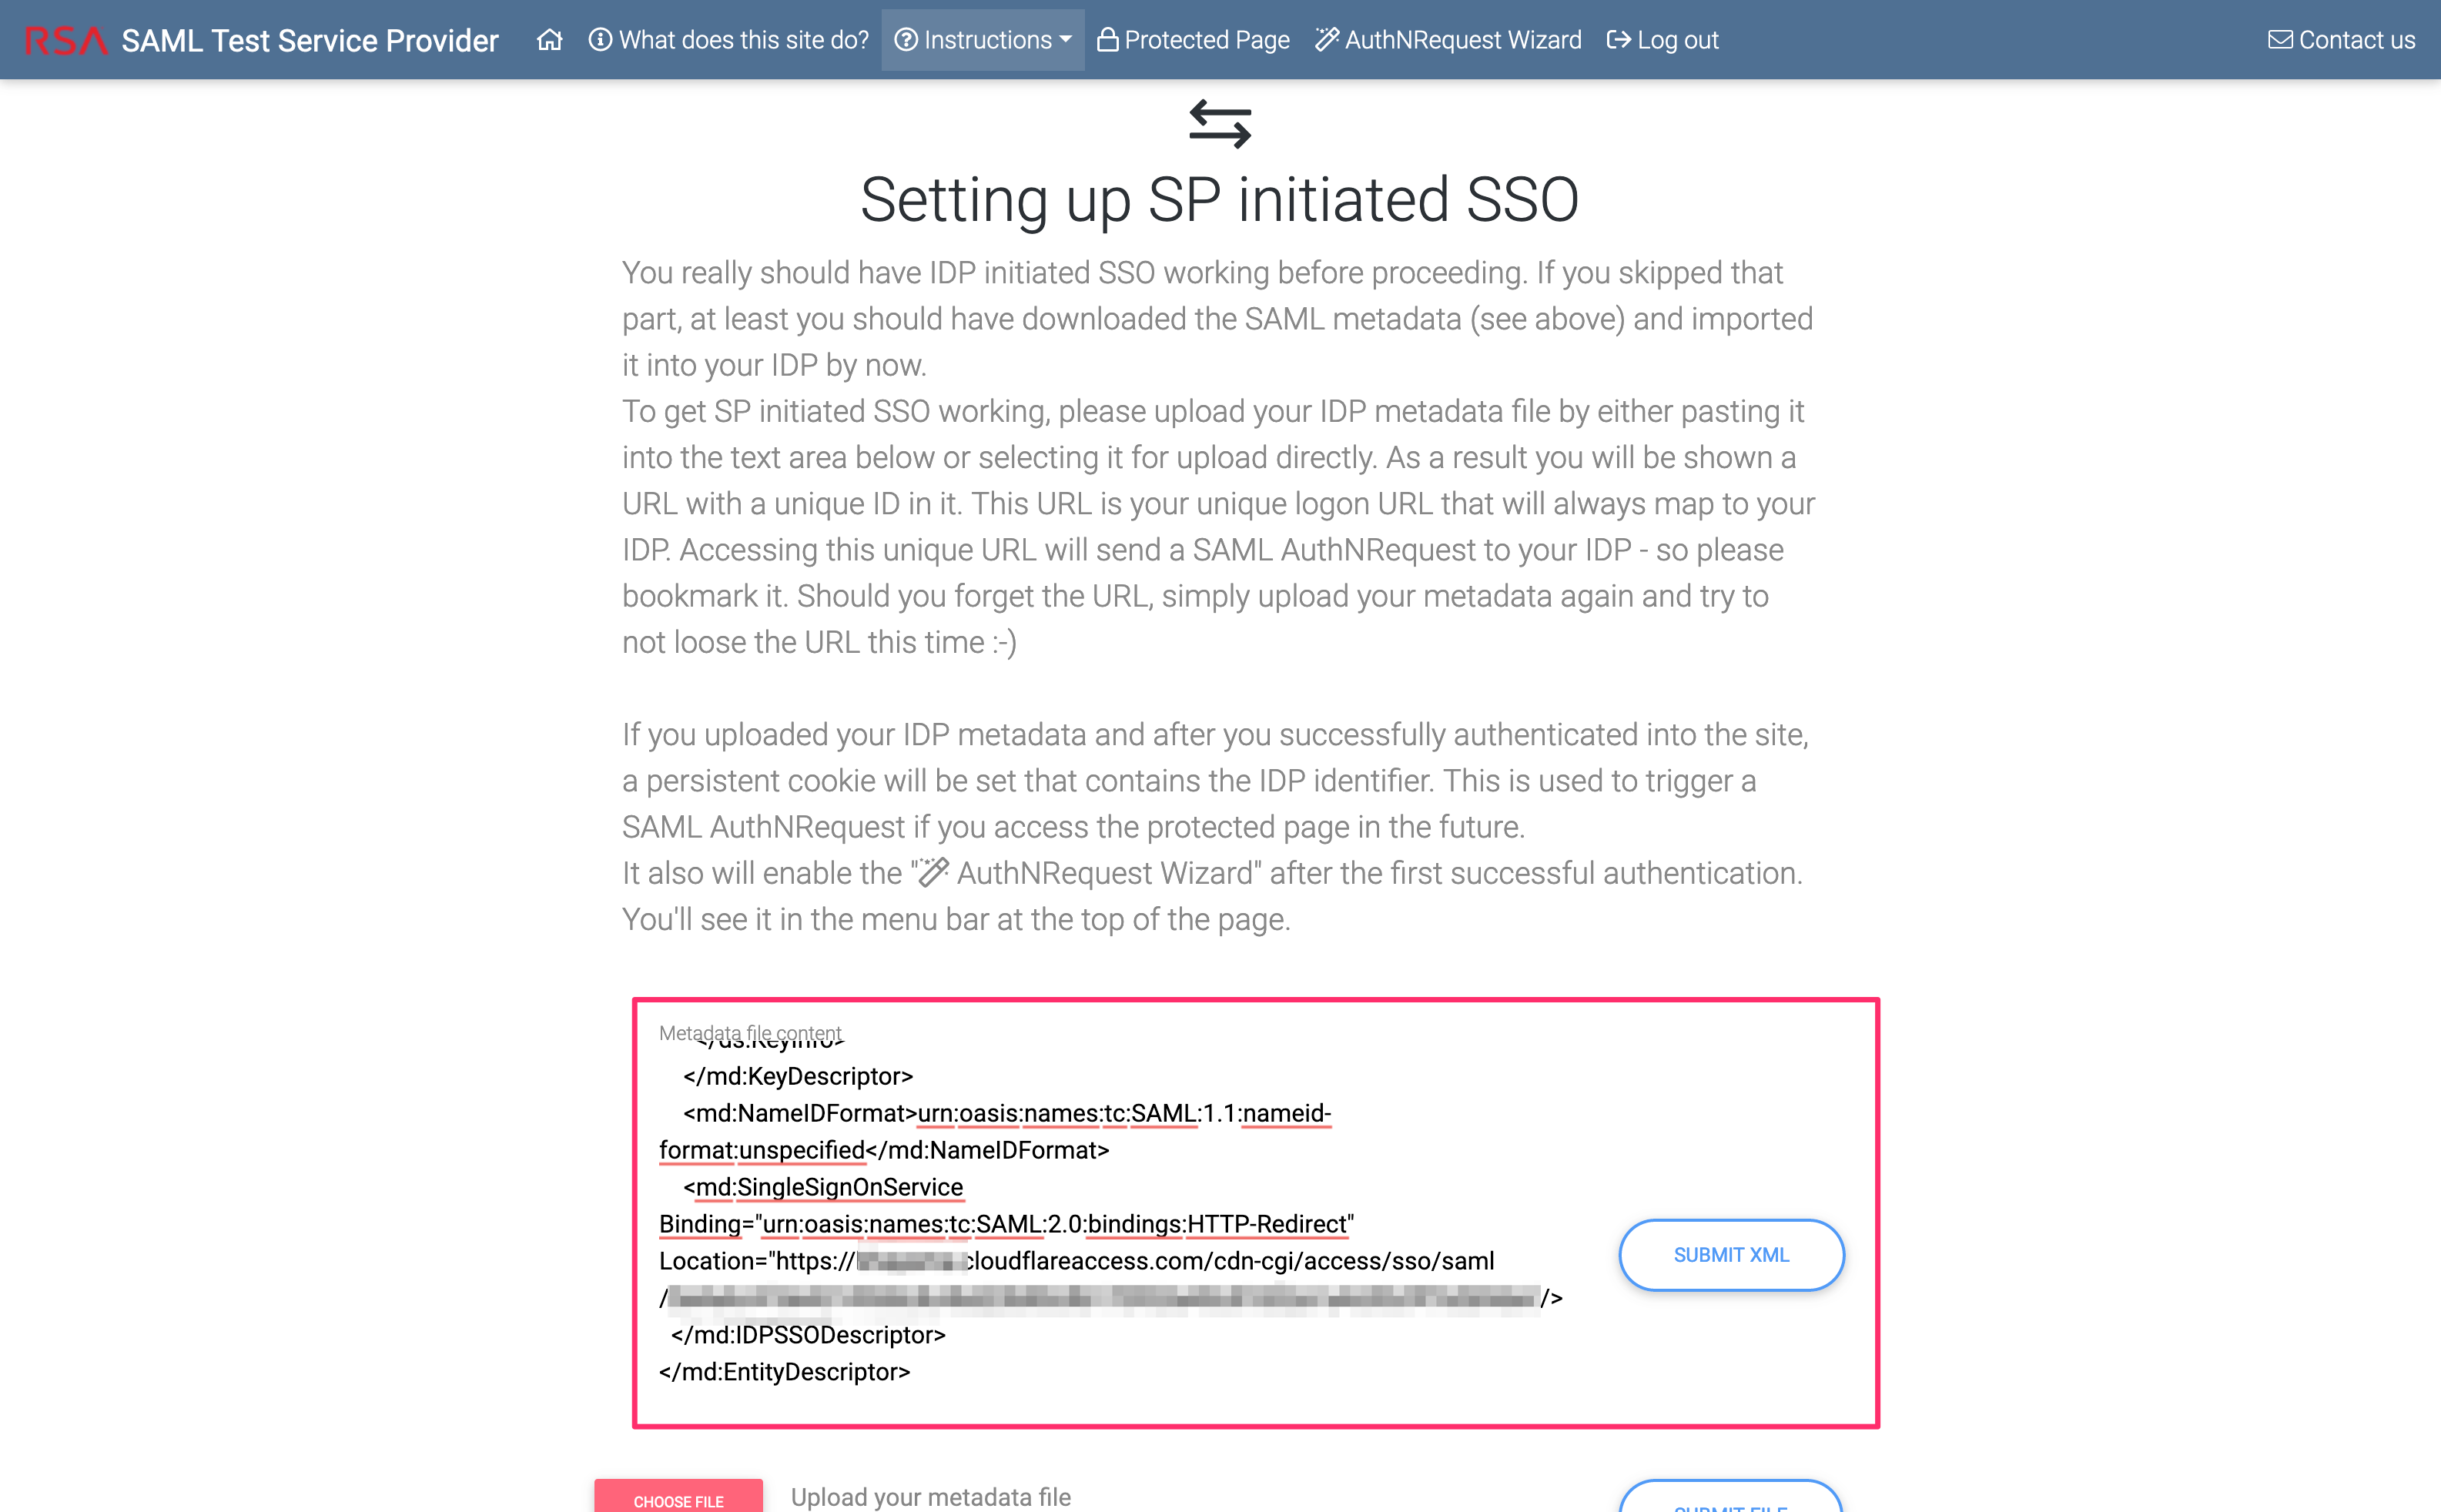 RSA SAML Test Service Provider What does this site do? Instructions Protected Page AuthNRequest Wizard Log out Contact us
Setting up SP initiated SSO
You really should have IDP initiated SSO working before proceeding. If you skipped that
part, at least you should have downloaded the SAML metadata (see above) and imported
it into your IDP by now.
To get SP initiated SSO working, please upload your IDP metadata file by either pasting it
into the text area below or selecting it for upload directly. As a result you will be shown a
URL with a unique ID in it. This URL is your unique logon URL that will always map to your
IDP. Accessing this unique URL will send a SAML AuthNRequest to your IDP - so please
bookmark it. Should you forget the URL, simply upload your metadata again and try to
not loose the URL this time :-)
If you uploaded your IDP metadata and after you successfully authenticated into the site,
a persistent cookie will be set that contains the IDP identifier. This is used to trigger a
SAML AuthNRequest if you access the protected page in the future.
It also will enable the " AuthNRequest Wizard" after the first successful authentication.
You'll see it in the menu bar at the top of the page.
Metadata file content
</ds:KeyInfo>
</md:KeyDescriptor>
<md:NameIDFormat>urn:oasis:names:tc:SAML:1.1:nameid-
format:unspecified</md:NameIDFormat>
<md:SingleSignOnService
Binding="urn:oasis:names:tc:SAML:2.0:bindings:HTTP-Redirect"
Location="https:// cloudflareaccess.com/cdn-cgi/access/sso/saml
/ />
</md:IDPSSODescriptor>
</md:EntityDescriptor>
SUBMIT XML
CHOOSE FILE Upload your metadata file SUBMIT FILE